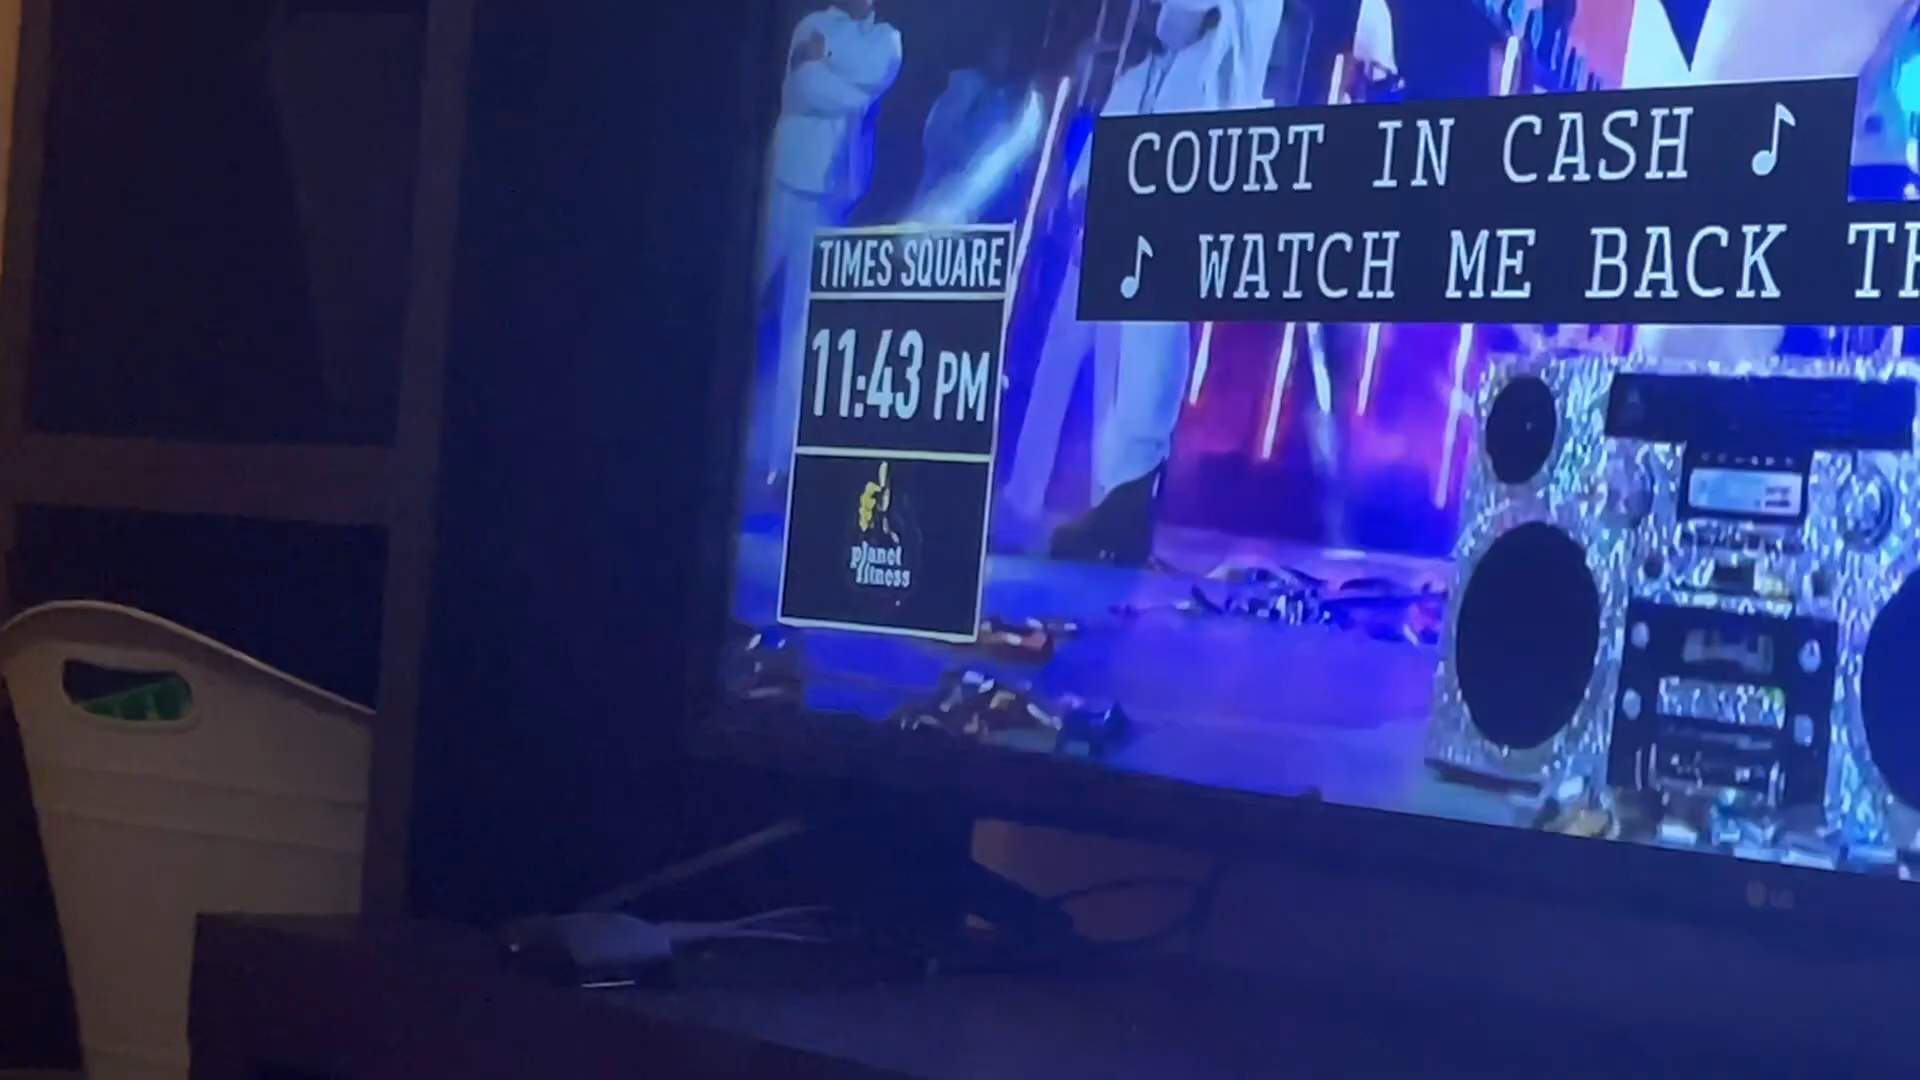 COURT IN CASH ♪
♪ WATCH ME BACK
TIMES SQUARE
11:43 PM
planet
fitness
LG